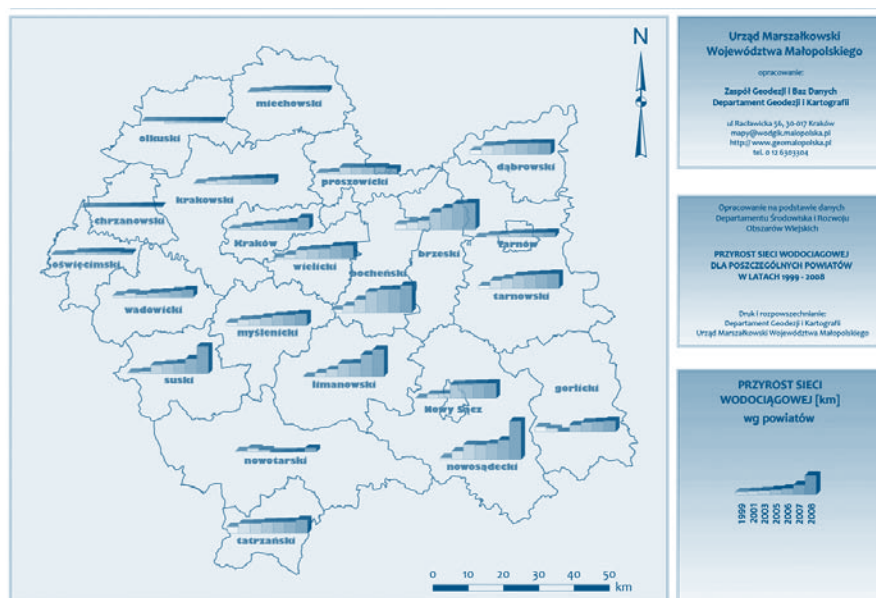 N
miechowski
olkuski
dąbrowski
proszowicki
krakowski
chrzanowski
Kraków
Tarnów
brzeski
wielicki
oświęcimski
bocheński
tarnowski
wadowicki
myślenicki
suski
limanowski
gorlicki
Nowy Sącz
nowotarski
nowosądecki
tatrzański
0 10 20 30 40 50
km
Urząd Marszałkowski
Województwa Małopolskiego
opracowanie:
Zespół Geodezji i Baz Danych
Departament Geodezji i Kartografii
ul Racławicka 56, 30-017 Kraków
mapy@wodgik.malopolska.pl
http://www.geomalopolska.pl
tel. 0 12 6303304
Opracowanie na podstawie danych
Departamentu Środowiska i Rozwoju
Obszarów Wiejskich
PRZYROST SIECI WODOCIAGOWEJ
DLA POSZCZEGÓLNYCH POWIATÓW
W LATACH 1999 - 2008
Druk i rozpowszechnianie:
Departament Geodezji i Kartografii
Urząd Marszałkowski Województwa Małopolskiego
PRZYROST SIECI
WODOCIĄGOWEJ [km]
wg powiatów
1999
2001
2003
2005
2006
2007
2008